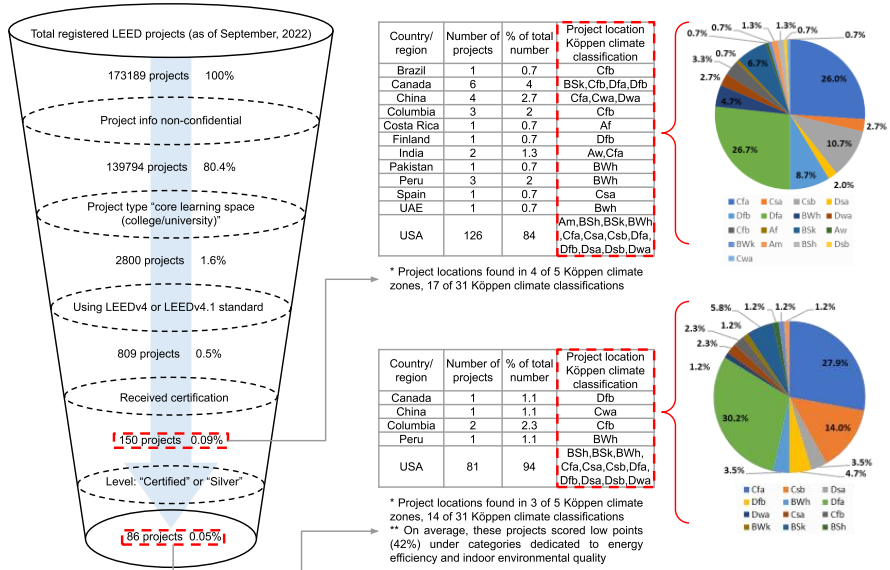 Total registered LEED projects (as of September, 2022)
173189 projects 100%
Project info non-confidential
139794 projects 80.4%
Project type “core learning space
(college/university)”
2800 projects 1.6%
Using LEEDv4 or LEEDv4.1 standard
809 projects 0.5%
Received certification
150 projects 0.09%
Level: “Certified” or “Silver”
86 projects 0.05%
Country/ region Number of projects % of total number Project location Köppen climate classification
Brazil 1 0.7 Cfb
Canada 6 4 BSk,Cfb,Dfa,Dfb
China 4 2.7 Cfa,Cwa,Dwa
Columbia 3 2 Cfb
Costa Rica 1 0.7 Af
Finland 1 0.7 Dfb
India 2 1.3 Aw,Cfa
Pakistan 1 0.7 BWh
Peru 3 2 BWh
Spain 1 0.7 Csa
UAE 1 0.7 Bwh
USA 126 84 Am,BSh,BSk,BWh,
Cfa,Csa,Csb,Dfa,
Dfb,Dsa,Dsb,Dwa
* Project locations found in 4 of 5 Köppen climate
zones, 17 of 31 Köppen climate classifications
Country/ region Number of projects % of total number Project location Köppen climate classification
Canada 1 1.1 Dfb
China 1 1.1 Cwa
Columbia 2 2.3 Cfb
Peru 1 1.1 BWh
USA 81 94 BSh,BSk,BWh,
Cfa,Csa,Csb,Dfa,
Dfb,Dsa,Dsb,Dwa
* Project locations found in 3 of 5 Köppen climate
zones, 14 of 31 Köppen climate classifications
** On average, these projects scored low points
(42%) under categories dedicated to energy
efficiency and indoor environmental quality
1.3% 1.3%
0.7% 0.7% 0.7% 0.7%
0.7%
3.3% 6.7%
2.7%
4.7% 26.0%
2.7%
26.7% 10.7%
8.7% 2.0%
Cfa Csa Csb Dsa
Dfb Dfa BWh Dwa
Cfb Af BSk Aw
BWk Am BSh Dsb
Cwa
5.8% 1.2% 1.2% 1.2%
2.3% 1.2%
2.3%
1.2% 27.9%
30.2% 14.0%
3.5% 3.5%
4.7%
Cfa Csb Dsa
Dfb BWh Dfa
Dwa Csa Cfb
BWk BSk BSh